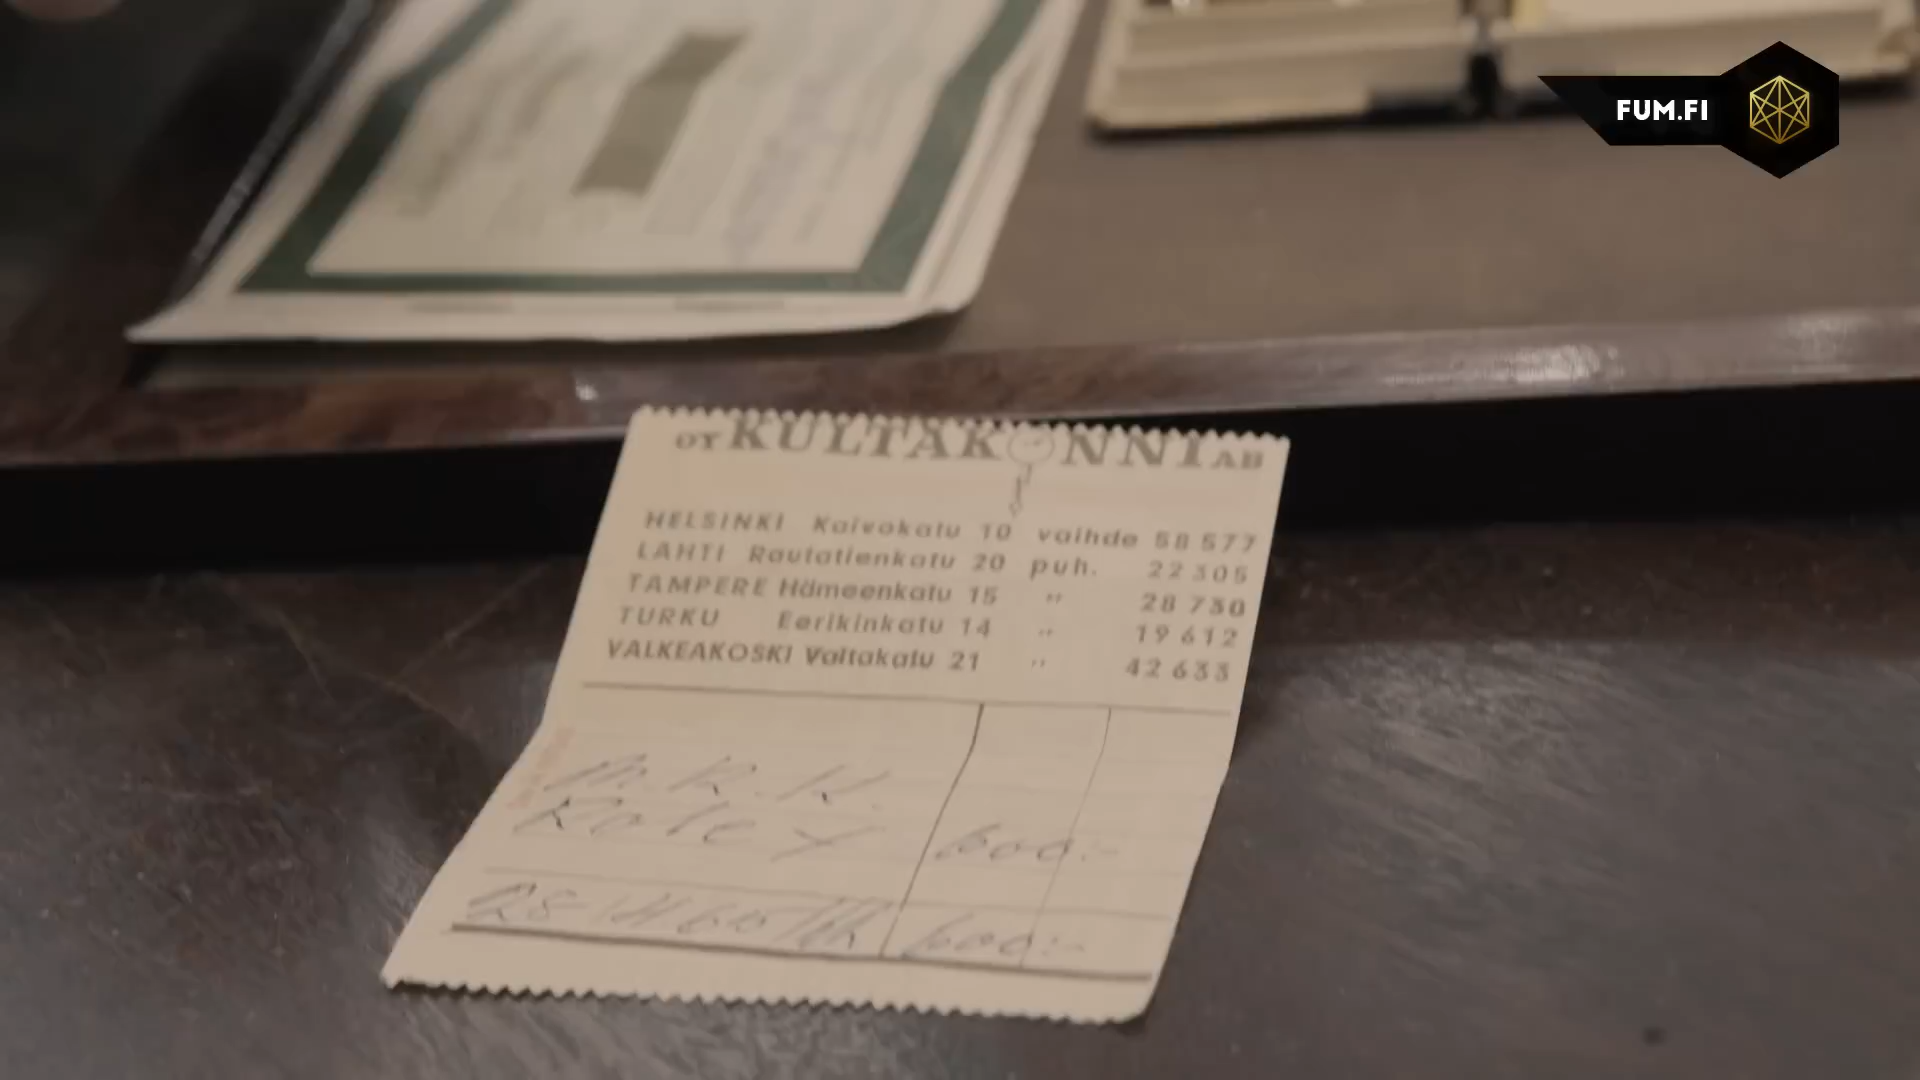 FUM.FI
OY KULTAKONNI AB
HELSINKI Kaivokatu 10 vaihde 58 577
LAHTI Rautatienkatu 20 puh. 22 305
TAMPERE Hämeenkatu 15 " 28 730
TURKU Eerikinkatu 14 " 19 612
VALKEAKOSKI Valtakatu 21 " 42 633
M.R.K.
Rolex 600:-
600:-